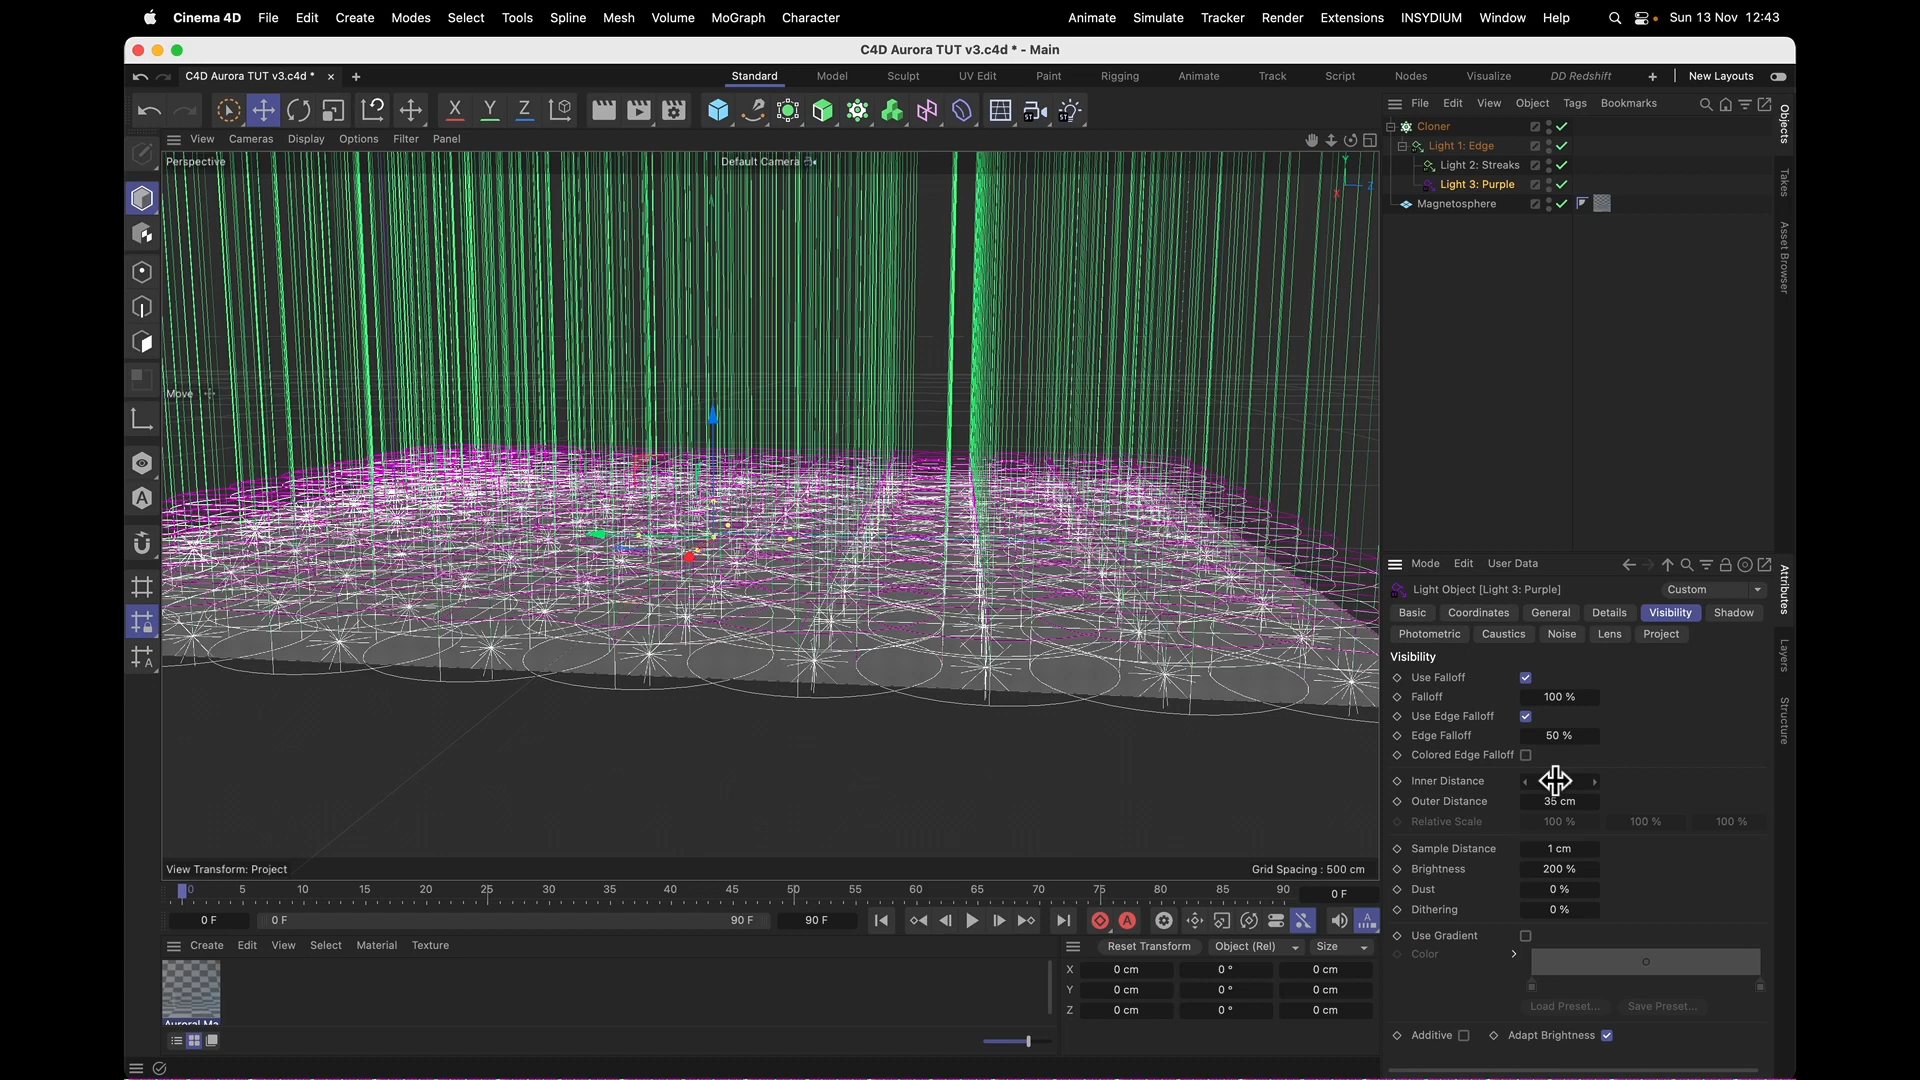 Cinema 4D File Edit Create Modes Select Tools Spline Mesh Volume MoGraph Character Animate Simulate Tracker Render Extensions INSYDIUM Window Help Sun 13 Nov 12:43
C4D Aurora TUT v3.c4d * - Main
C4D Aurora TUT v3.c4d * × + Standard Model Sculpt UV Edit Paint Rigging Animate Track Script Nodes Visualize DD Redshift + New Layouts
X Y Z ST ST
File Edit View Object Tags Bookmarks
View Cameras Display Options Filter Panel
Perspective Default Camera
Y Z X
Move
Cloner
Light 1: Edge
Light 2: Streaks
Light 3: Purple
Magnetosphere
Objects
Takes
Asset Browser
Mode Edit User Data
Light Object [Light 3: Purple] Custom
Basic Coordinates General Details Visibility Shadow
Photometric Caustics Noise Lens Project
Visibility
Use Falloff
Falloff 100 %
Use Edge Falloff
Edge Falloff 50 %
Colored Edge Falloff
Inner Distance
Outer Distance 35 cm
Relative Scale 100 % 100 % 100 %
Sample Distance 1 cm
Brightness 200 %
Dust 0 %
Dithering 0 %
Use Gradient
Color
Load Preset... Save Preset...
Additive Adapt Brightness
Attributes
Layers
Structure
View Transform: Project Grid Spacing : 500 cm
0 5 10 15 20 25 30 35 40 45 50 55 60 65 70 75 80 85 90 0 F
0 F 0 F 90 F 90 F
Create Edit View Select Material Texture
Auroral Ma
Reset Transform Object (Rel) Size
X 0 cm 0 ° 0 cm
Y 0 cm 0 ° 0 cm
Z 0 cm 0 ° 0 cm